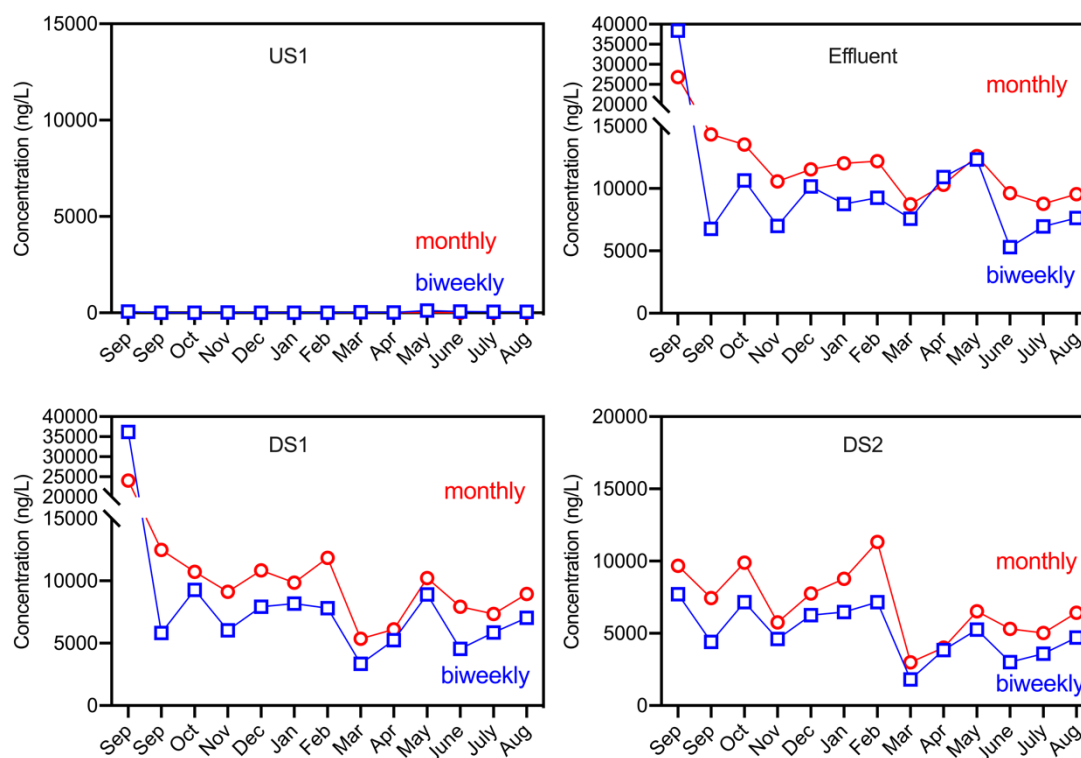 US1
Concentration (ng/L)
15000
10000
5000
0
monthly
biweekly
Sep Sep Oct Nov Dec Jan Feb Mar Apr May June July Aug
Effluent
Concentration (ng/L)
40000
35000
30000
25000
20000
15000
10000
5000
0
monthly
biweekly
Sep Sep Oct Nov Dec Jan Feb Mar Apr May June July Aug
DS1
Concentration (ng/L)
40000
35000
30000
25000
20000
15000
10000
5000
0
monthly
biweekly
Sep Sep Oct Nov Dec Jan Feb Mar Apr May June July Aug
DS2
Concentration (ng/L)
20000
15000
10000
5000
0
monthly
biweekly
Sep Sep Oct Nov Dec Jan Feb Mar Apr May June July Aug